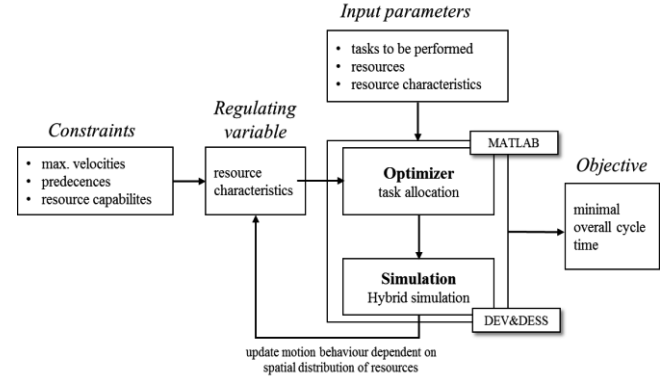 Input parameters
• tasks to be performed
• resources
• resource characteristics
Regulating
variable
Constraints
• max. velocities
• predecences
• resource capabilites
resource
characteristics
MATLAB
Optimizer
task allocation
Objective
minimal
overall cycle
time
Simulation
Hybrid simulation
DEV&DESS
update motion behaviour dependent on
spatial distribution of resources